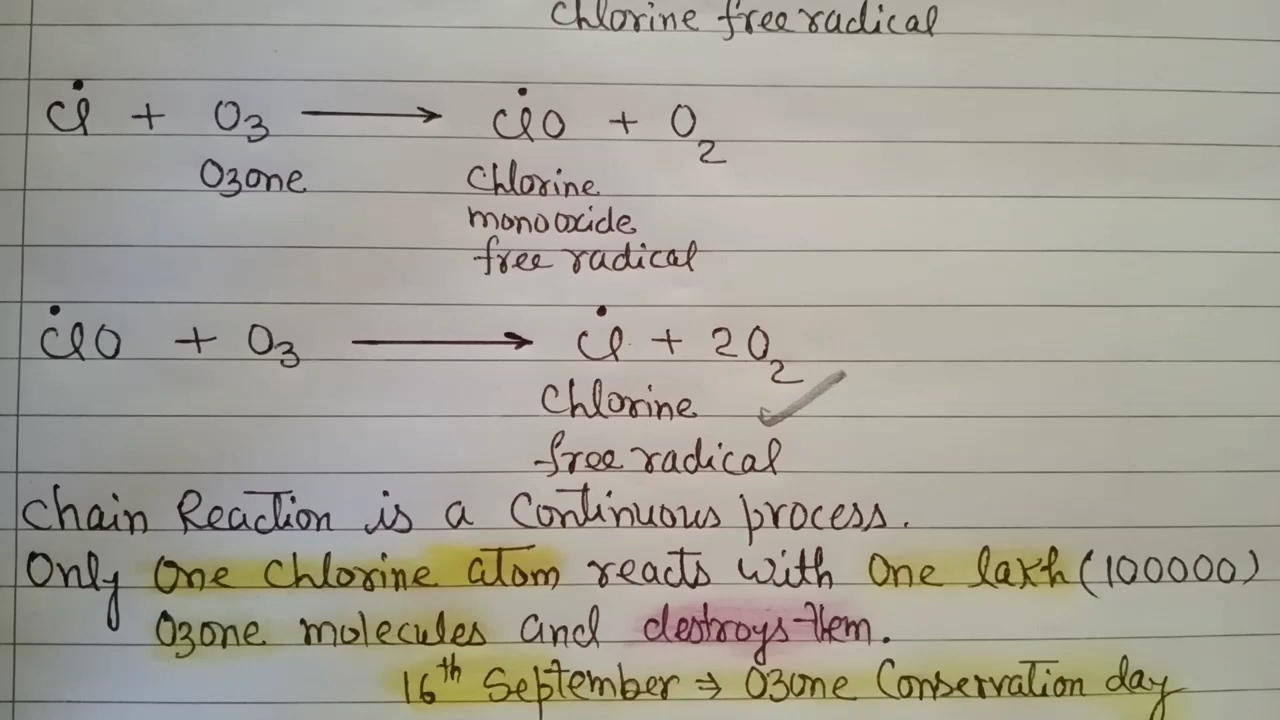 Chlorine free radical
Ċl + O3 ⟶ ĊlO + O2
Ozone Chlorine
monooxide
free radical
ĊlO + O3 ⟶ Ċl + 2O2
Chlorine
free radical
Chain Reaction is a Continuous process.
Only One Chlorine atom reacts with One lakh (100000)
Ozone molecules and destroys them.
16th September ⇒ Ozone Conservation day